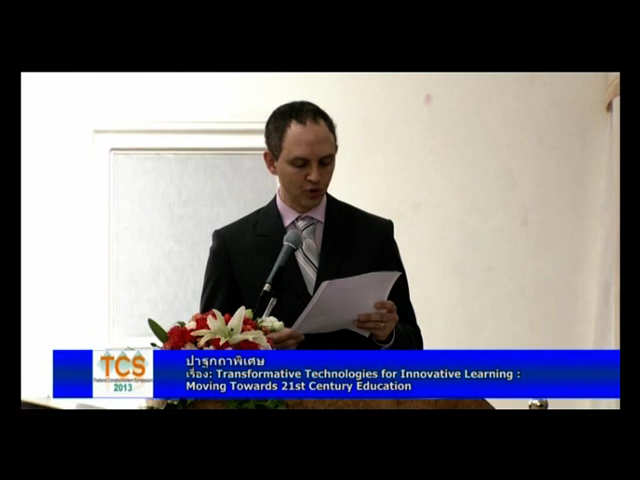 TCS
2013
ปาฐกถาพิเศษ
เรื่อง: Transformative Technologies for Innovative Learning :
Moving Towards 21st Century Education